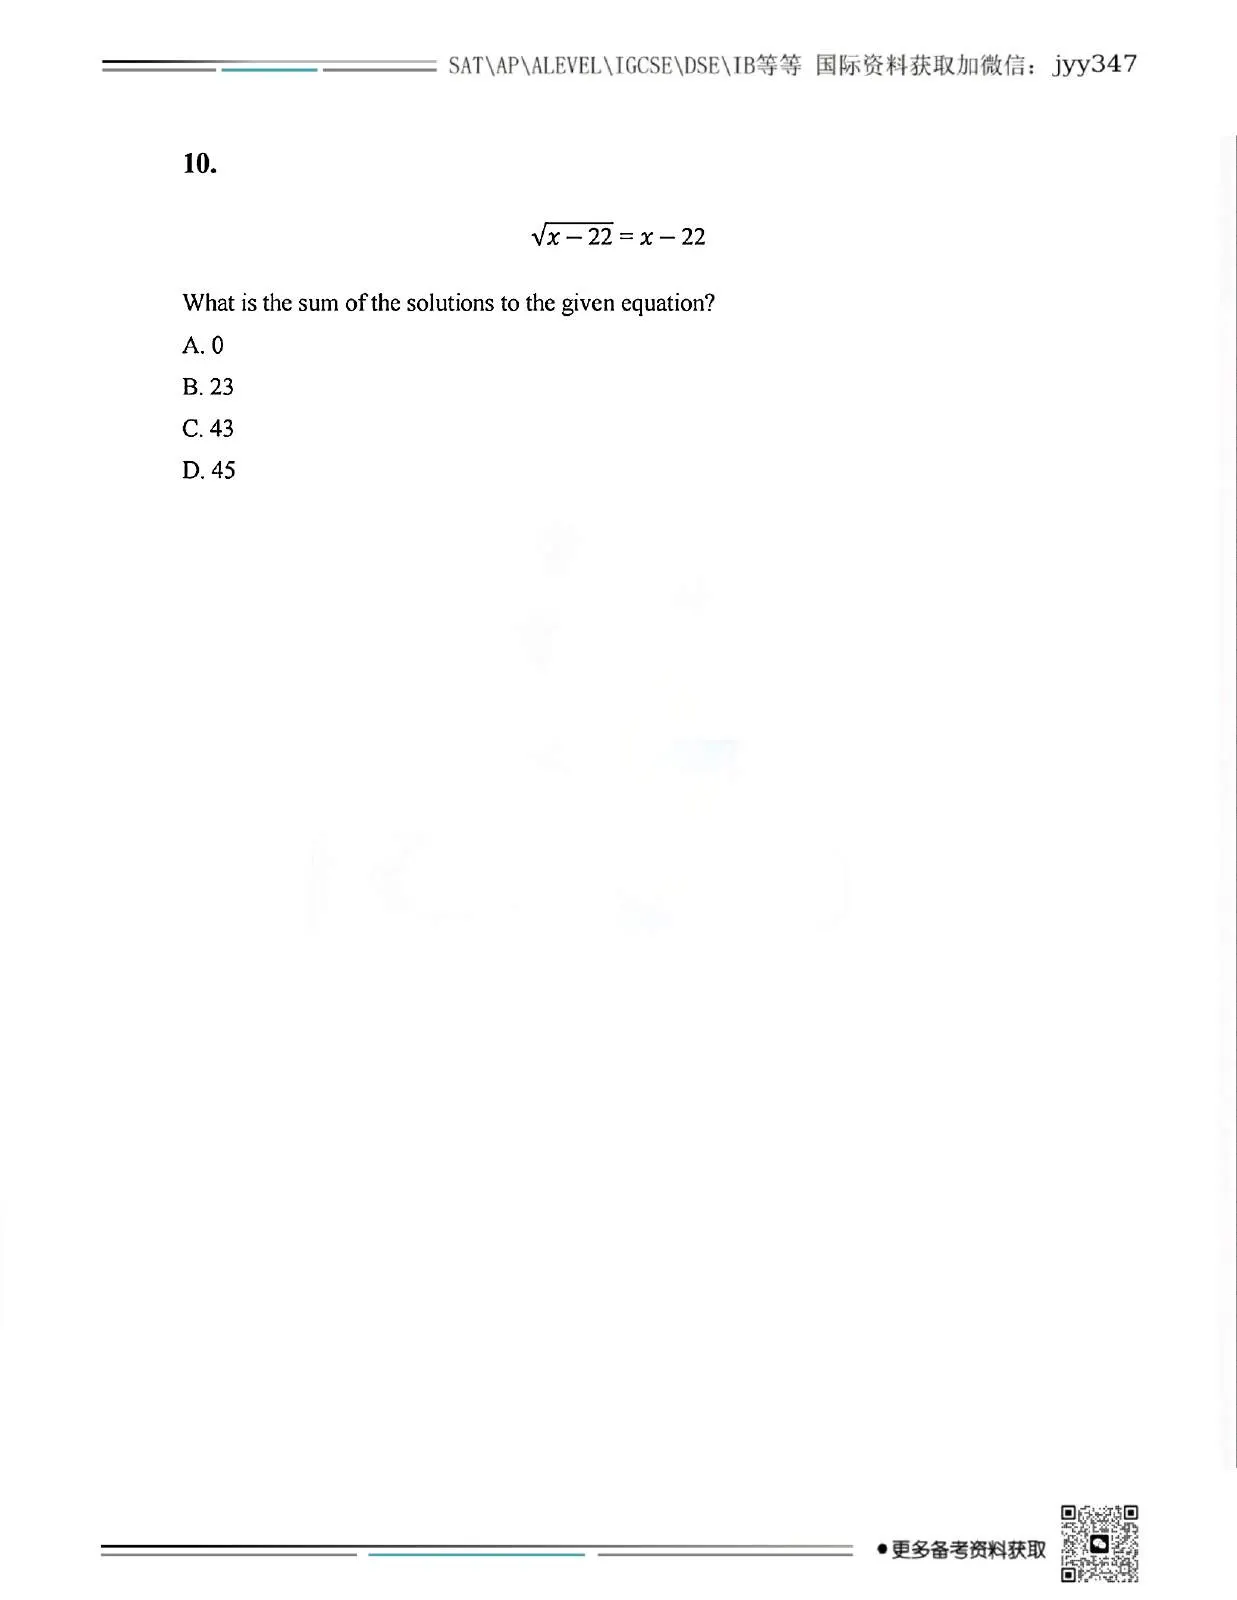 SAT\AP\ALEVEL\IGCSE\DSE\IB等等 国际资料获取加微信: jyy347
10.
√x − 22 = x − 22
What is the sum of the solutions to the given equation?
A. 0
B. 23
C. 43
D. 45
●更多备考资料获取